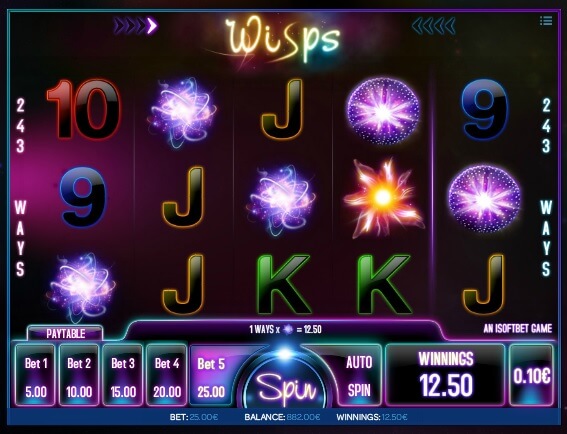 Wisps
10 J 9
9 J
J K K J
243 WAYS
243 WAYS
PAYTABLE
1 WAYS x = 12.50
AN ISOFTBET GAME
Bet 1 Bet 2 Bet 3 Bet 4 Bet 5
5.00 10.00 15.00 20.00 25.00
Spin
AUTO
SPIN
WINNINGS
12.50
0.10€
BET: 25.00€ BALANCE: 882.00€ WINNINGS: 12.50€